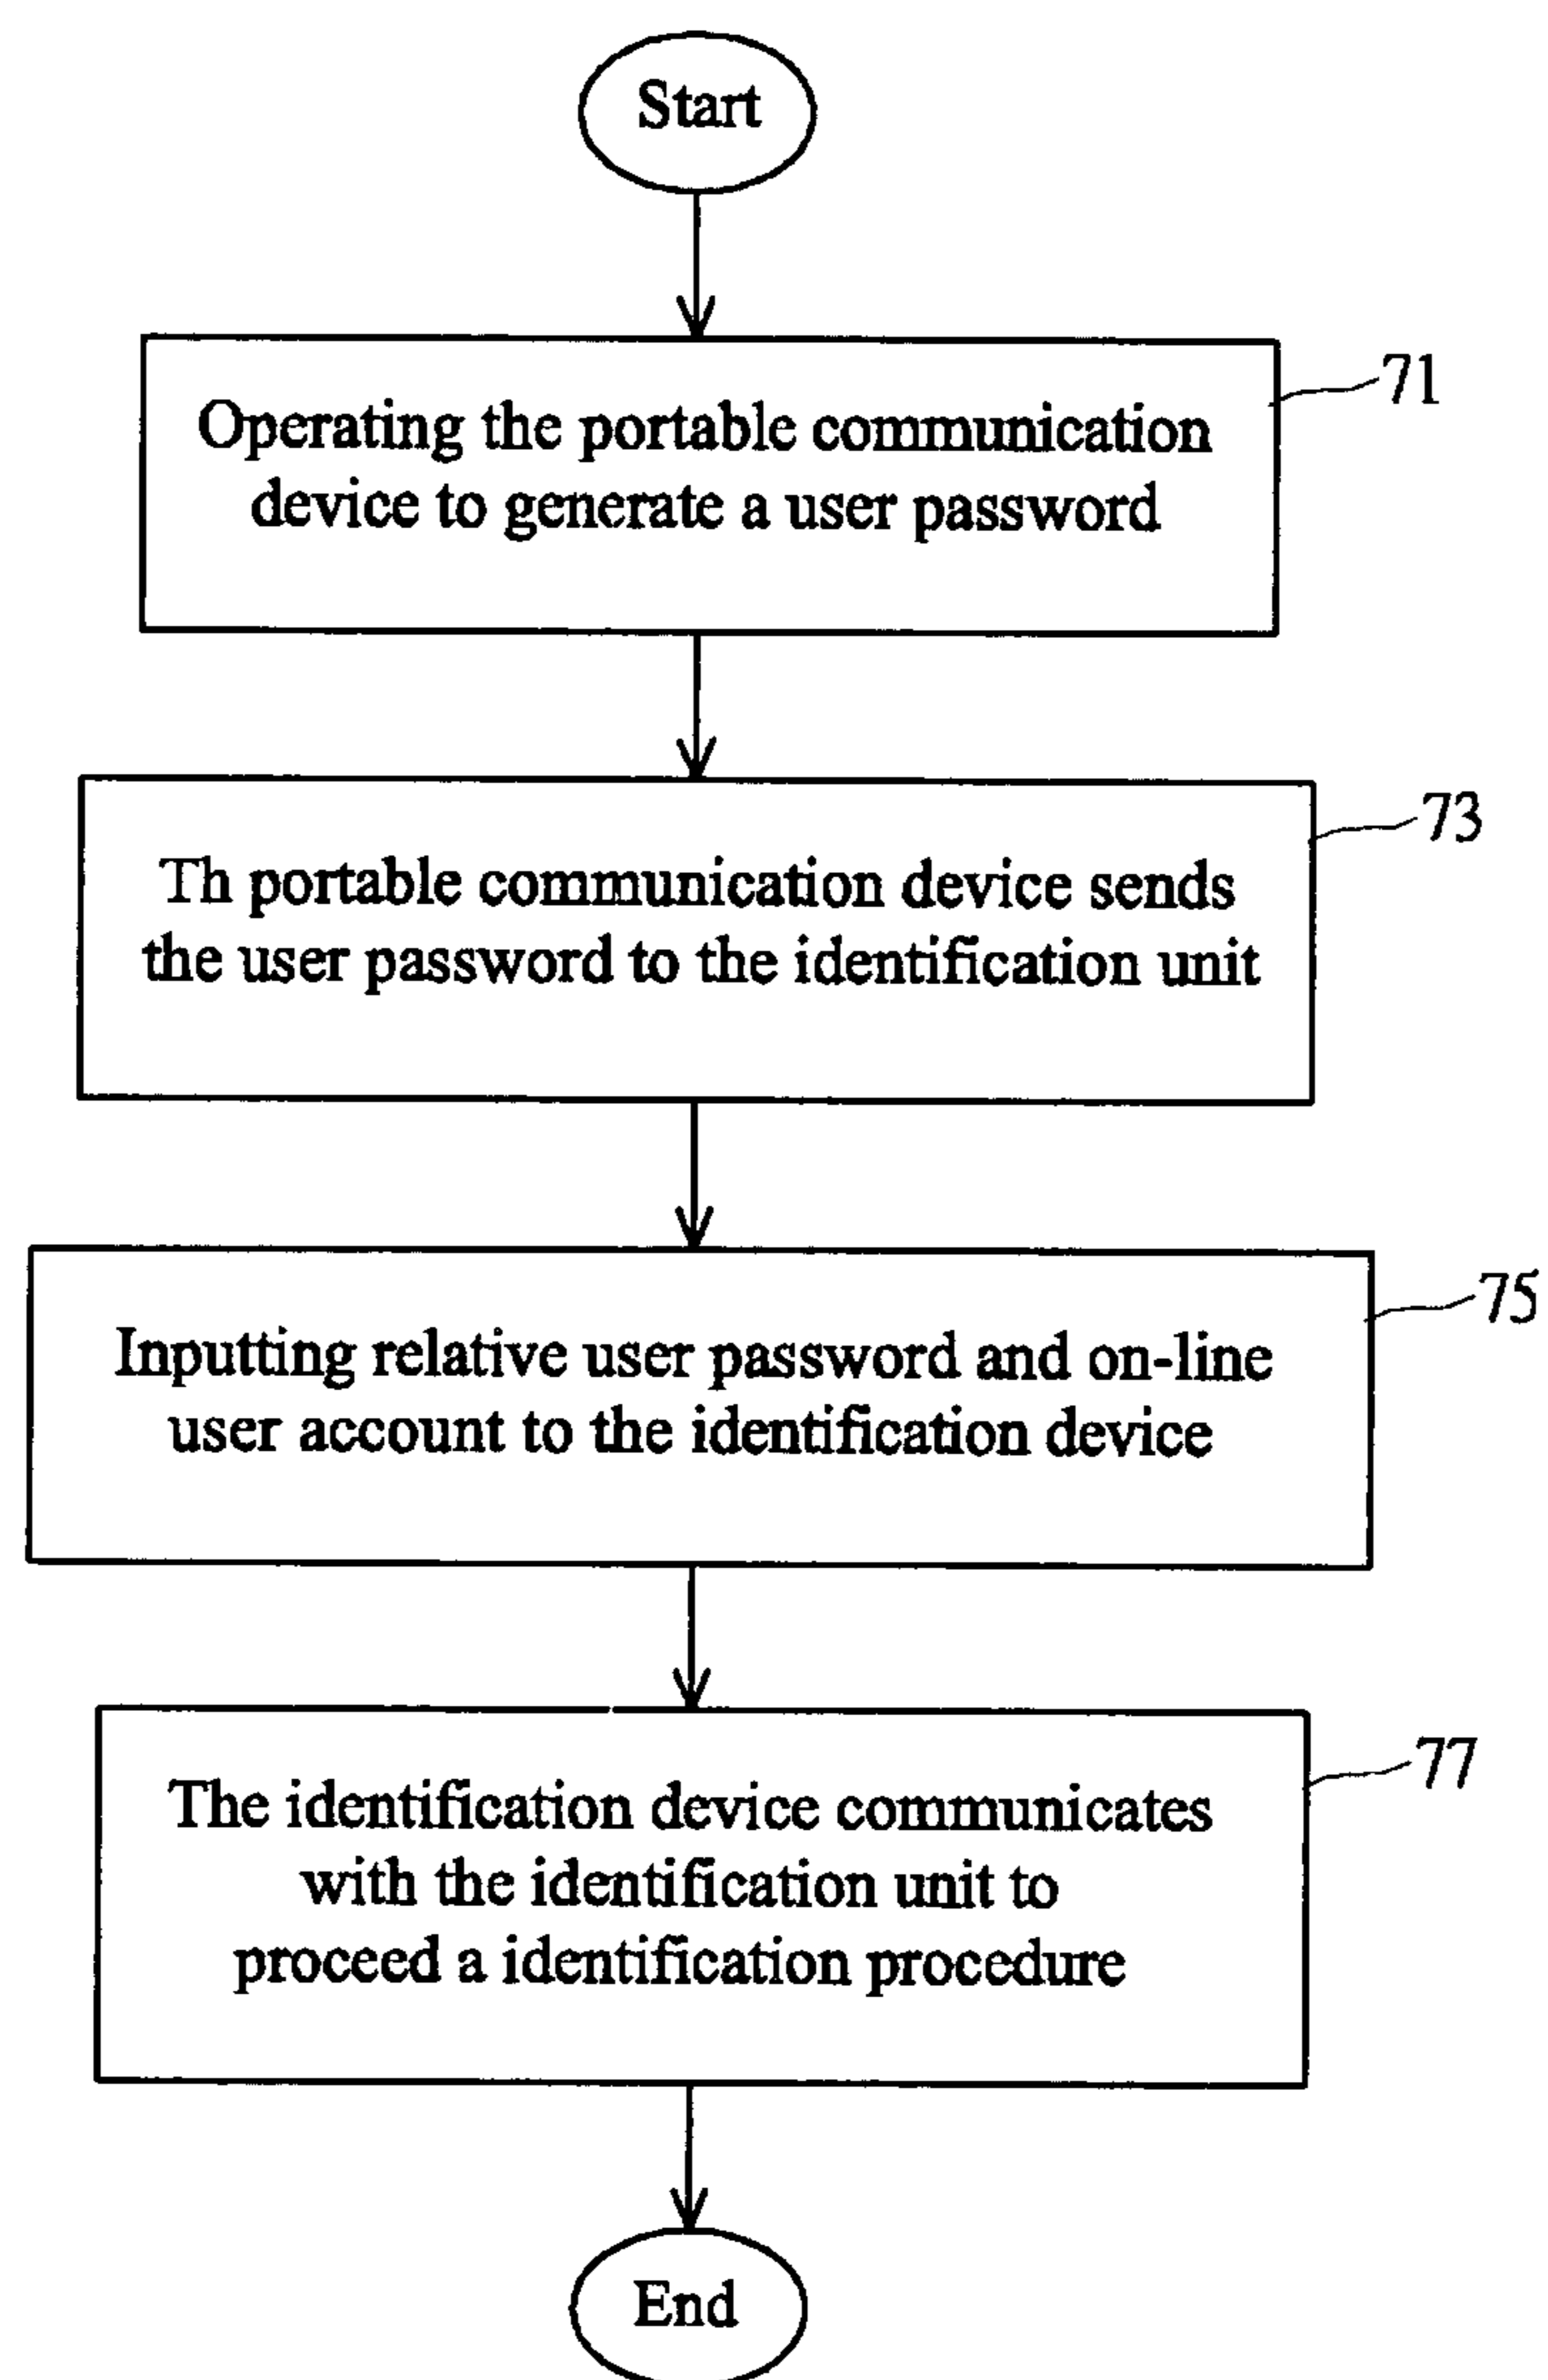 Start
71
Operating the portable communication
device to generate a user password
73
Th portable communication device sends
the user password to the identification unit
75
Inputting relative user password and on-line
user account to the identification device
77
The identification device communicates
with the identification unit to
proceed a identification procedure
End